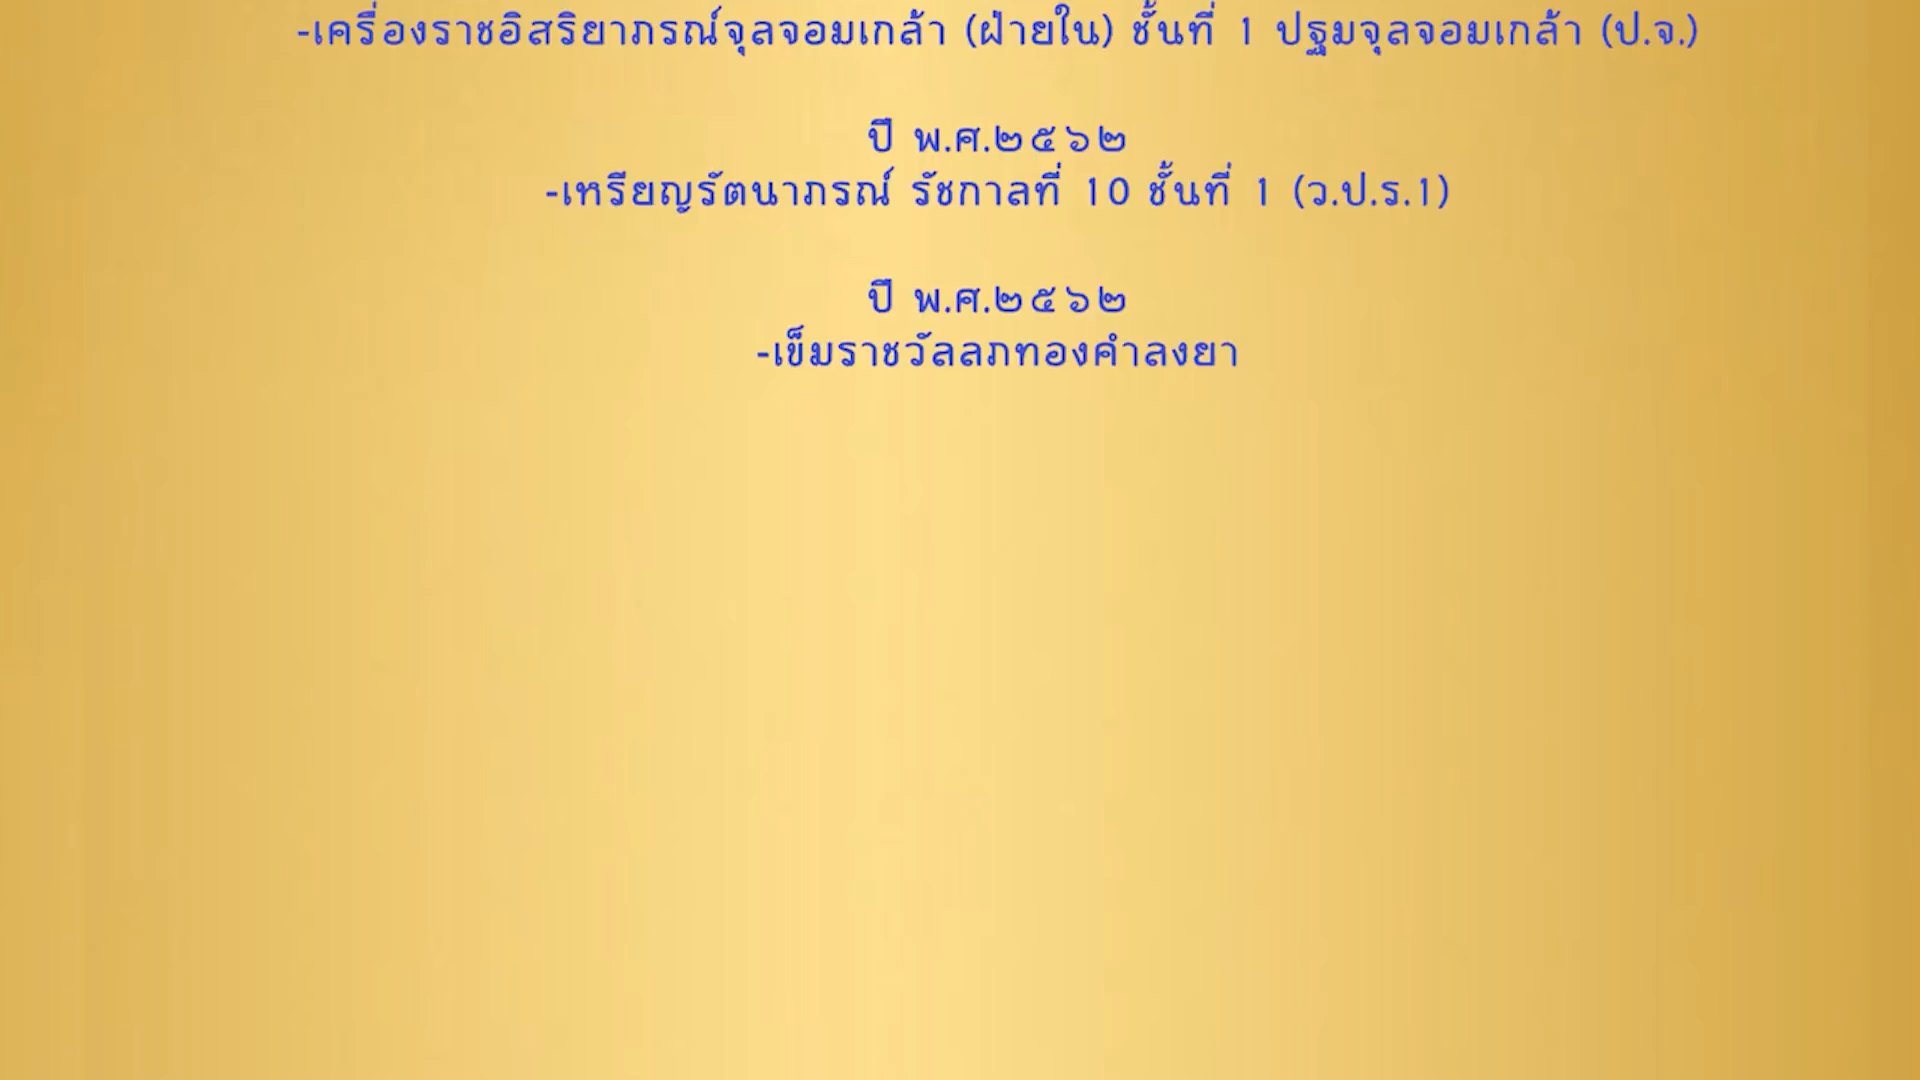 -เครื่องราชอิสริยาภรณ์จุลจอมเกล้า (ฝ่ายใน) ชั้นที่ 1 ปฐมจุลจอมเกล้า (ป.จ.)
ปี พ.ศ.๒๕๖๒
-เหรียญรัตนาภรณ์ รัชกาลที่ 10 ชั้นที่ 1 (ว.ป.ร.1)
ปี พ.ศ.๒๕๖๒
-เข็มราชวัลลภทองคำลงยา